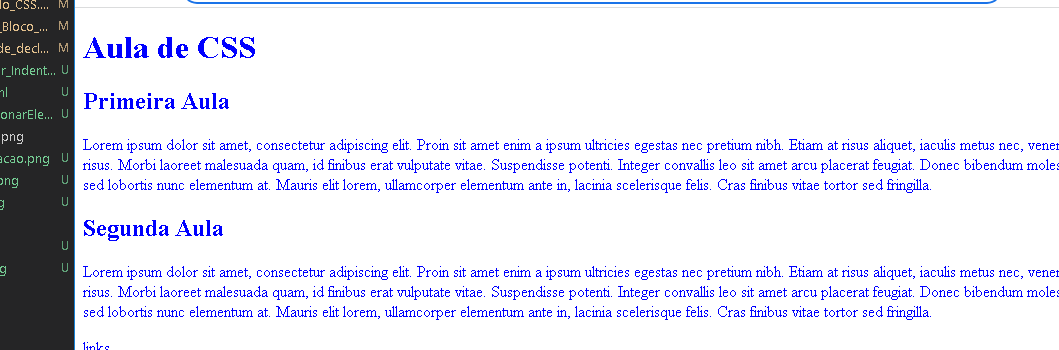 lo_CSS.... M
_Bloco_... M
de_decl... M
r_Indent... U
nl U
onarEle... U
png
acao.png U
png U
g U
U
g U
Aula de CSS
Primeira Aula
Lorem ipsum dolor sit amet, consectetur adipiscing elit. Proin sit amet enim a ipsum ultricies egestas nec pretium nibh. Etiam at risus aliquet, iaculis metus nec, vener
risus. Morbi laoreet malesuada quam, id finibus erat vulputate vitae. Suspendisse potenti. Integer convallis leo sit amet arcu placerat feugiat. Donec bibendum moles
sed lobortis nunc elementum at. Mauris elit lorem, ullamcorper elementum ante in, lacinia scelerisque felis. Cras finibus vitae tortor sed fringilla.
Segunda Aula
Lorem ipsum dolor sit amet, consectetur adipiscing elit. Proin sit amet enim a ipsum ultricies egestas nec pretium nibh. Etiam at risus aliquet, iaculis metus nec, vener
risus. Morbi laoreet malesuada quam, id finibus erat vulputate vitae. Suspendisse potenti. Integer convallis leo sit amet arcu placerat feugiat. Donec bibendum moles
sed lobortis nunc elementum at. Mauris elit lorem, ullamcorper elementum ante in, lacinia scelerisque felis. Cras finibus vitae tortor sed fringilla.
links